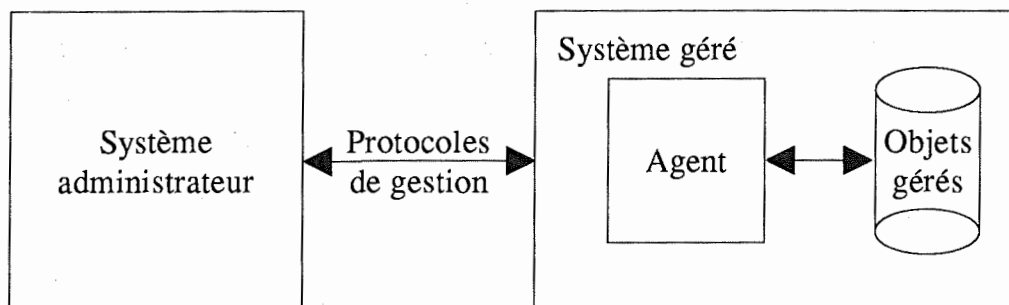 Système
administrateur
Protocoles
de gestion
Système géré
Agent
Objets
gérés